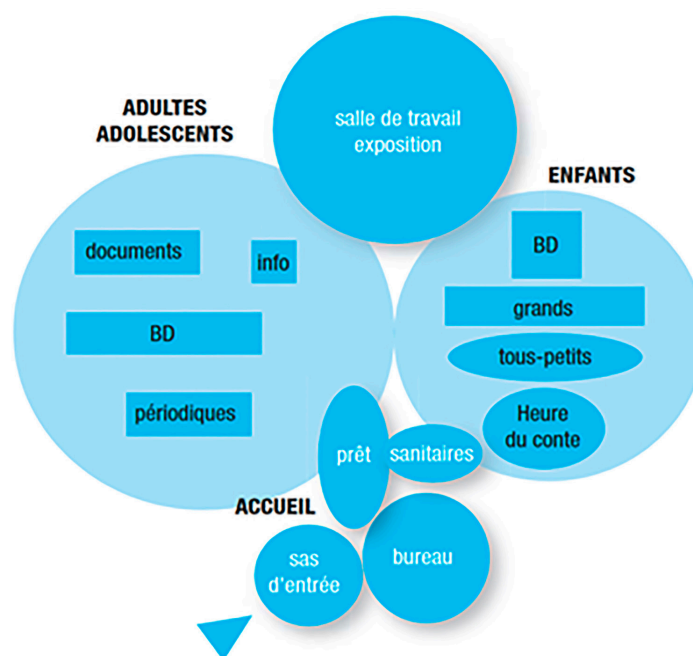 salle de travail
exposition
ADULTES
ADOLESCENTS
documents
info
BD
périodiques
ENFANTS
BD
grands
tous-petits
Heure
du conte
prêt
sanitaires
ACCUEIL
sas
d'entrée
bureau